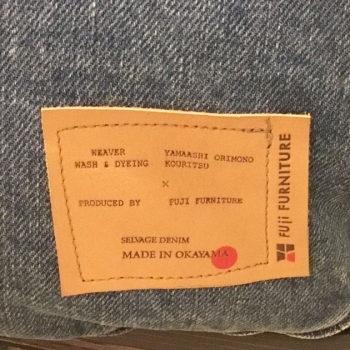 WEAVER YAMAASHI ORIMONO
WASH & DYEING KOURITSU
×
PRODUCED BY FUJI FURNITURE
SELVAGE DENIM
MADE IN OKAYAMA
FUJI FURNITURE